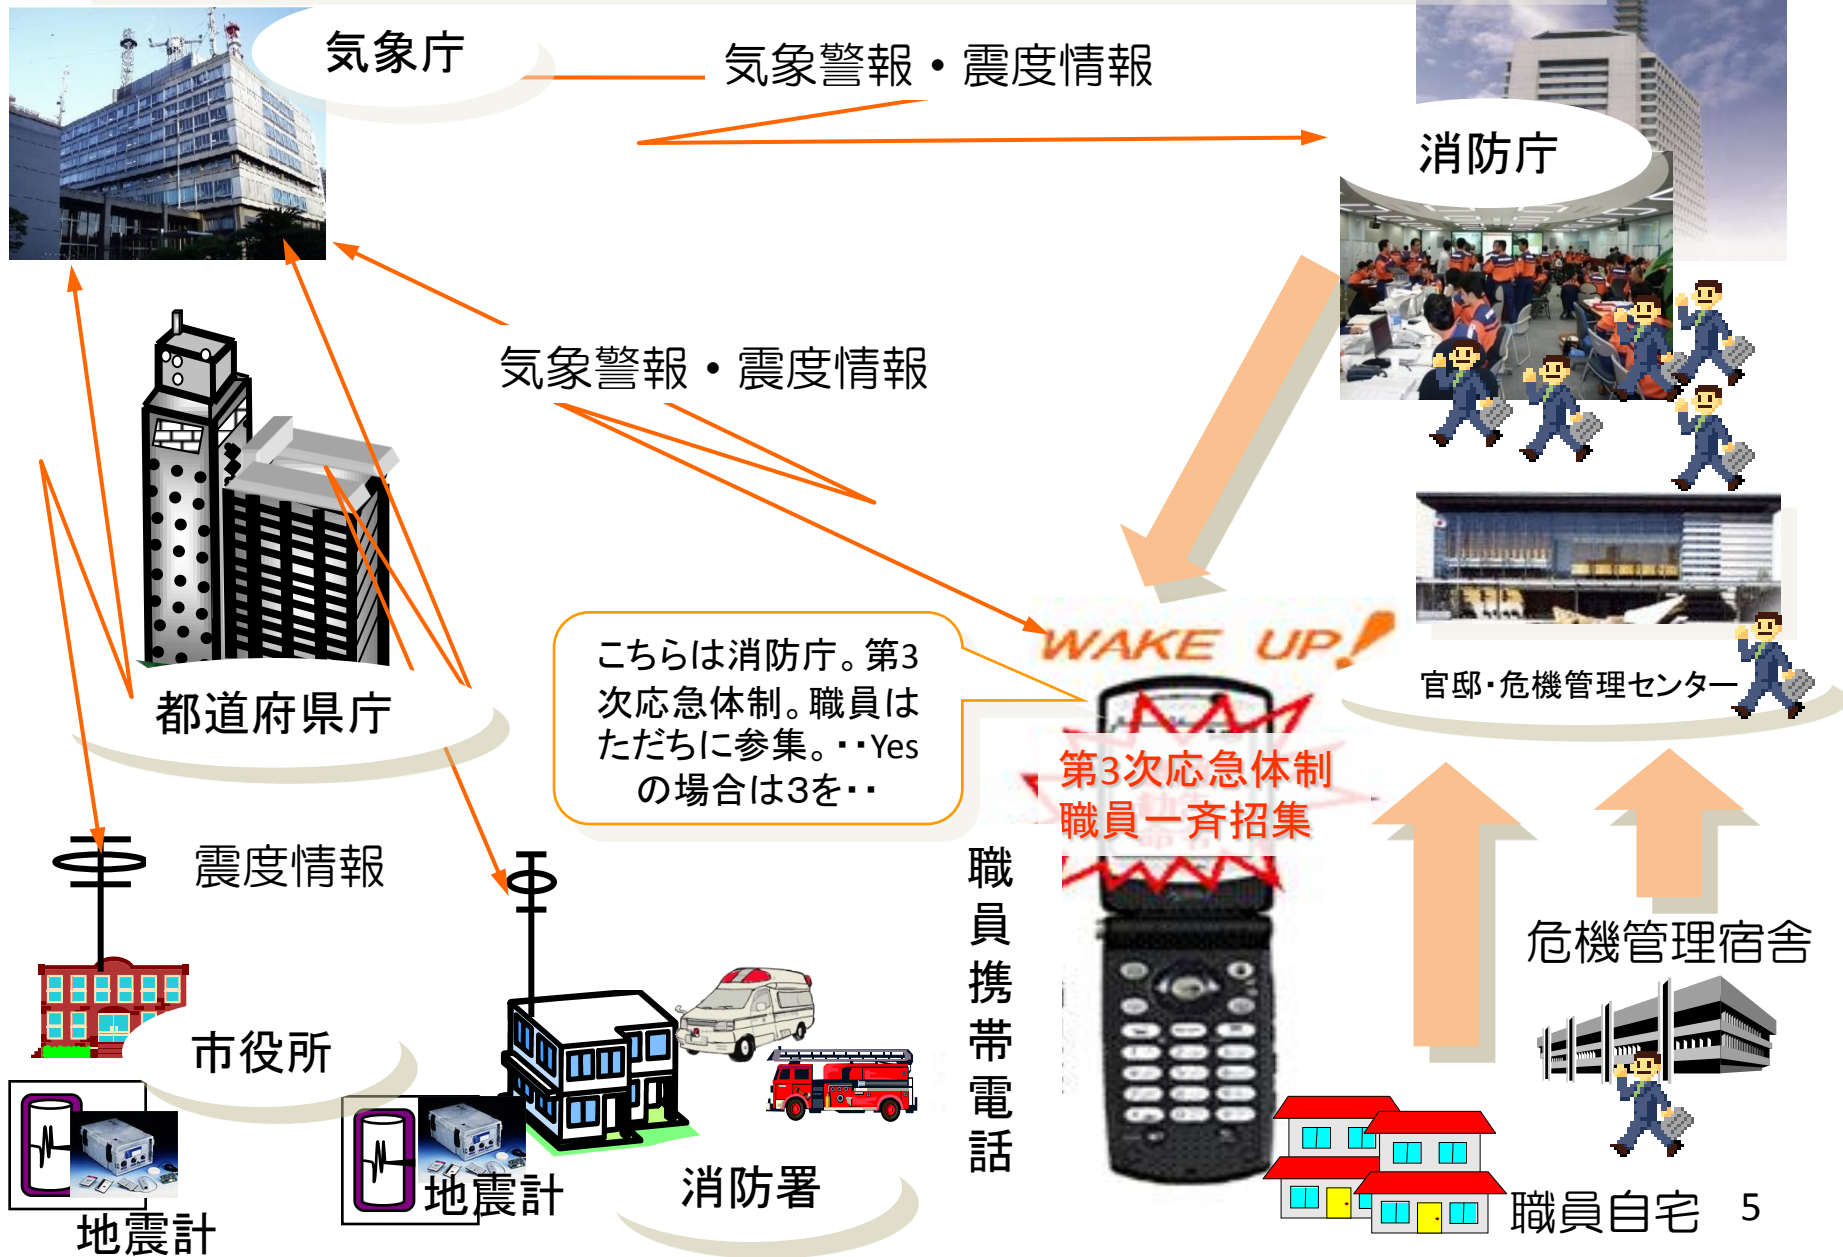 気象庁
気象警報・震度情報
消防庁
気象警報・震度情報
都道府県庁
こちらは消防庁。第3
次応急体制。職員は
ただちに参集。・・Yes
の場合は3を・・
WAKE UP!
第3次応急体制
職員一斉招集
官邸・危機管理センター
震度情報
職員携帯電話
危機管理宿舎
市役所
地震計
地震計
消防署
職員自宅
5